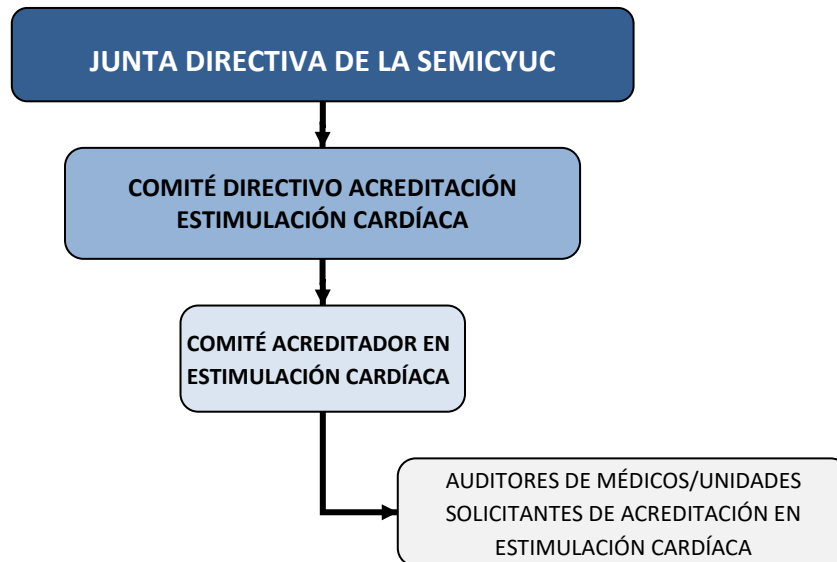 JUNTA DIRECTIVA DE LA SEMICYUC
COMITÉ DIRECTIVO ACREDITACIÓN
ESTIMULACIÓN CARDÍACA
COMITÉ ACREDITADOR EN
ESTIMULACIÓN CARDÍACA
AUDITORES DE MÉDICOS/UNIDADES
SOLICITANTES DE ACREDITACIÓN EN
ESTIMULACIÓN CARDÍACA